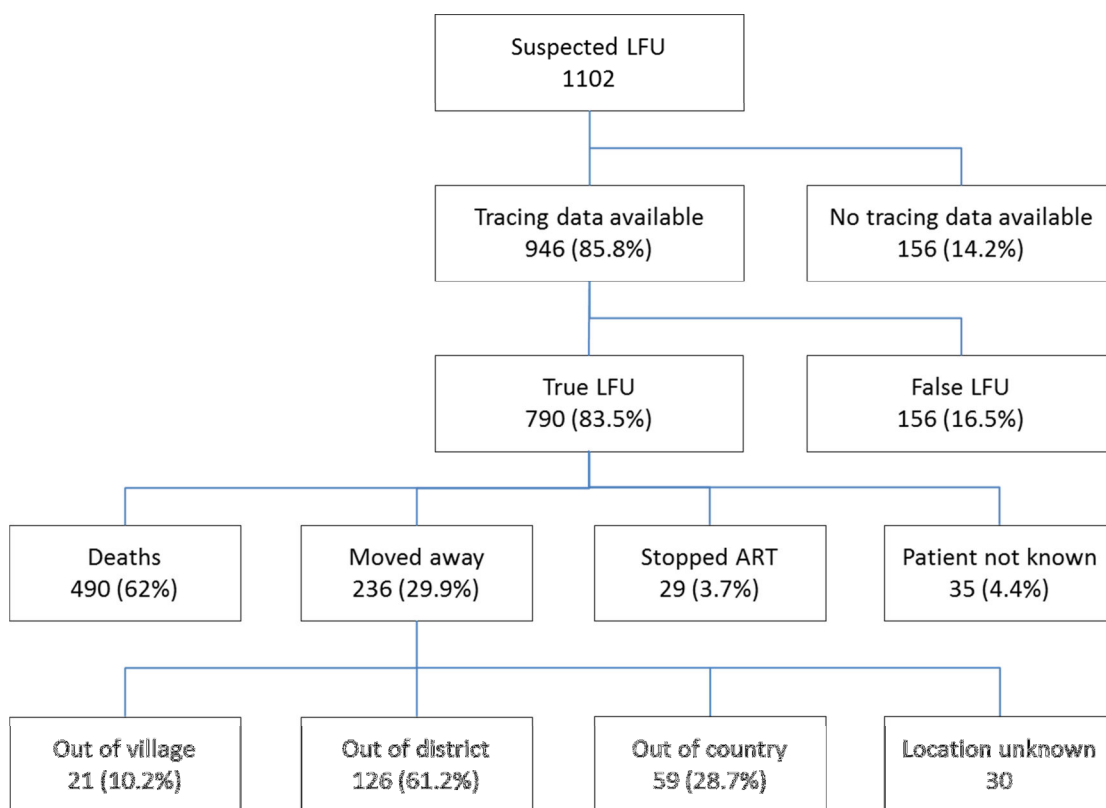 Suspected LFU
1102
Tracing data available
946 (85.8%)
No tracing data available
156 (14.2%)
True LFU
790 (83.5%)
False LFU
156 (16.5%)
Deaths
490 (62%)
Moved away
236 (29.9%)
Stopped ART
29 (3.7%)
Patient not known
35 (4.4%)
Out of village
21 (10.2%)
Out of district
126 (61.2%)
Out of country
59 (28.7%)
Location unknown
30